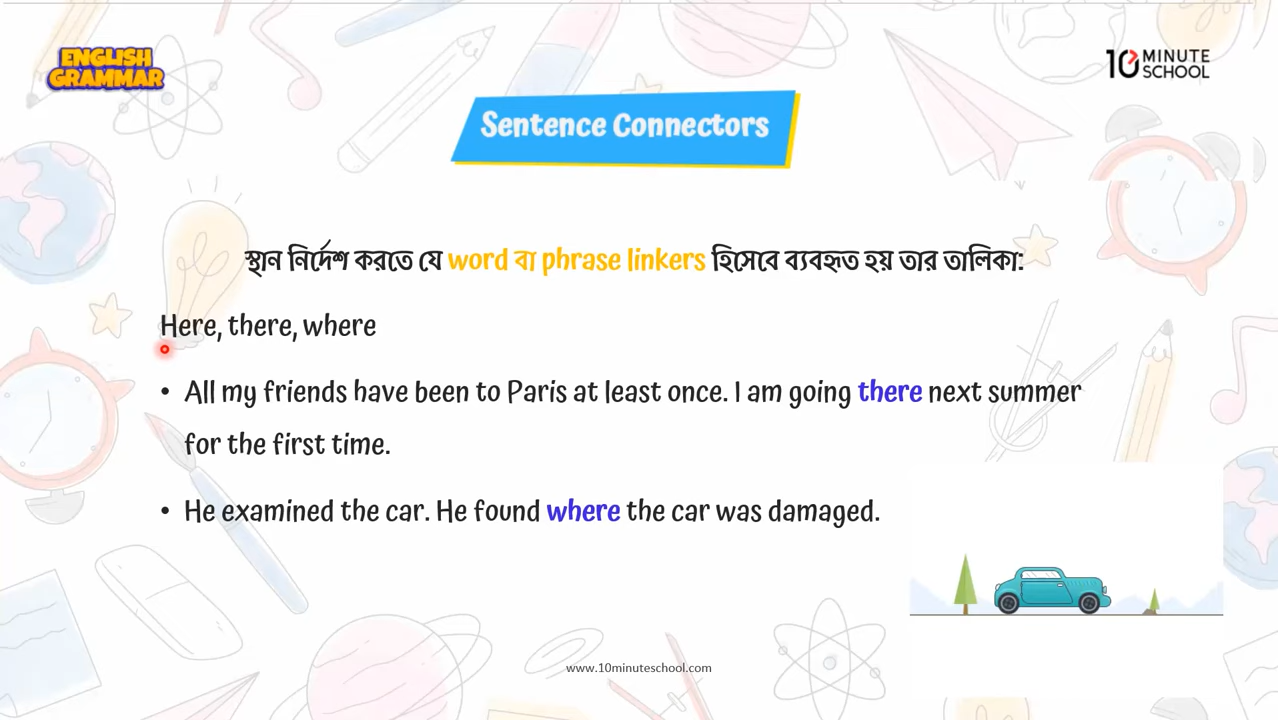 ENGLISH
GRAMMAR
10 MINUTE
SCHOOL
Sentence Connectors
স্থান নির্দেশ করতে যে word বা phrase linkers হিসেবে ব্যবহৃত হয় তার তালিকা:
Here, there, where
• All my friends have been to Paris at least once. I am going there next summer
for the first time.
• He examined the car. He found where the car was damaged.
www.10minuteschool.com